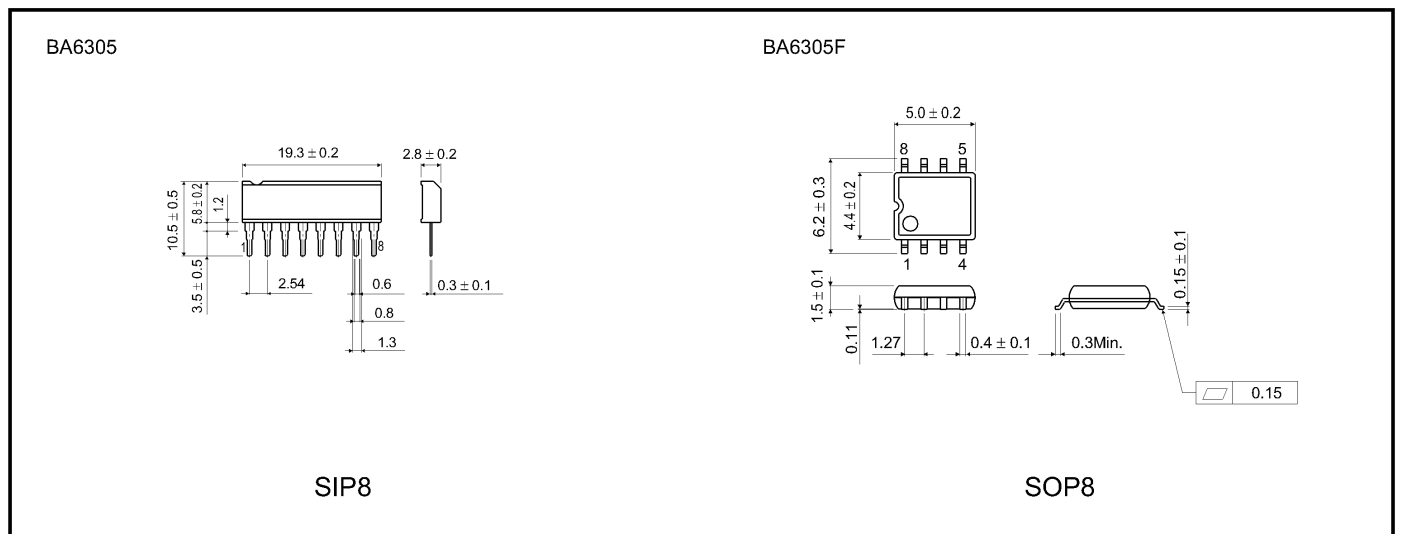 BA6305
19.3 ± 0.2
2.8 ± 0.2
10.5 ± 0.5
5.8 ± 0.2
1.2
3.5 ± 0.5
1
8
2.54
0.6
0.3 ± 0.1
0.8
1.3
SIP8
BA6305F
5.0 ± 0.2
8
5
6.2 ± 0.3
4.4 ± 0.2
1
4
1.5 ± 0.1
0.11
1.27
0.4 ± 0.1
0.3Min.
0.15 ± 0.1
0.15
SOP8